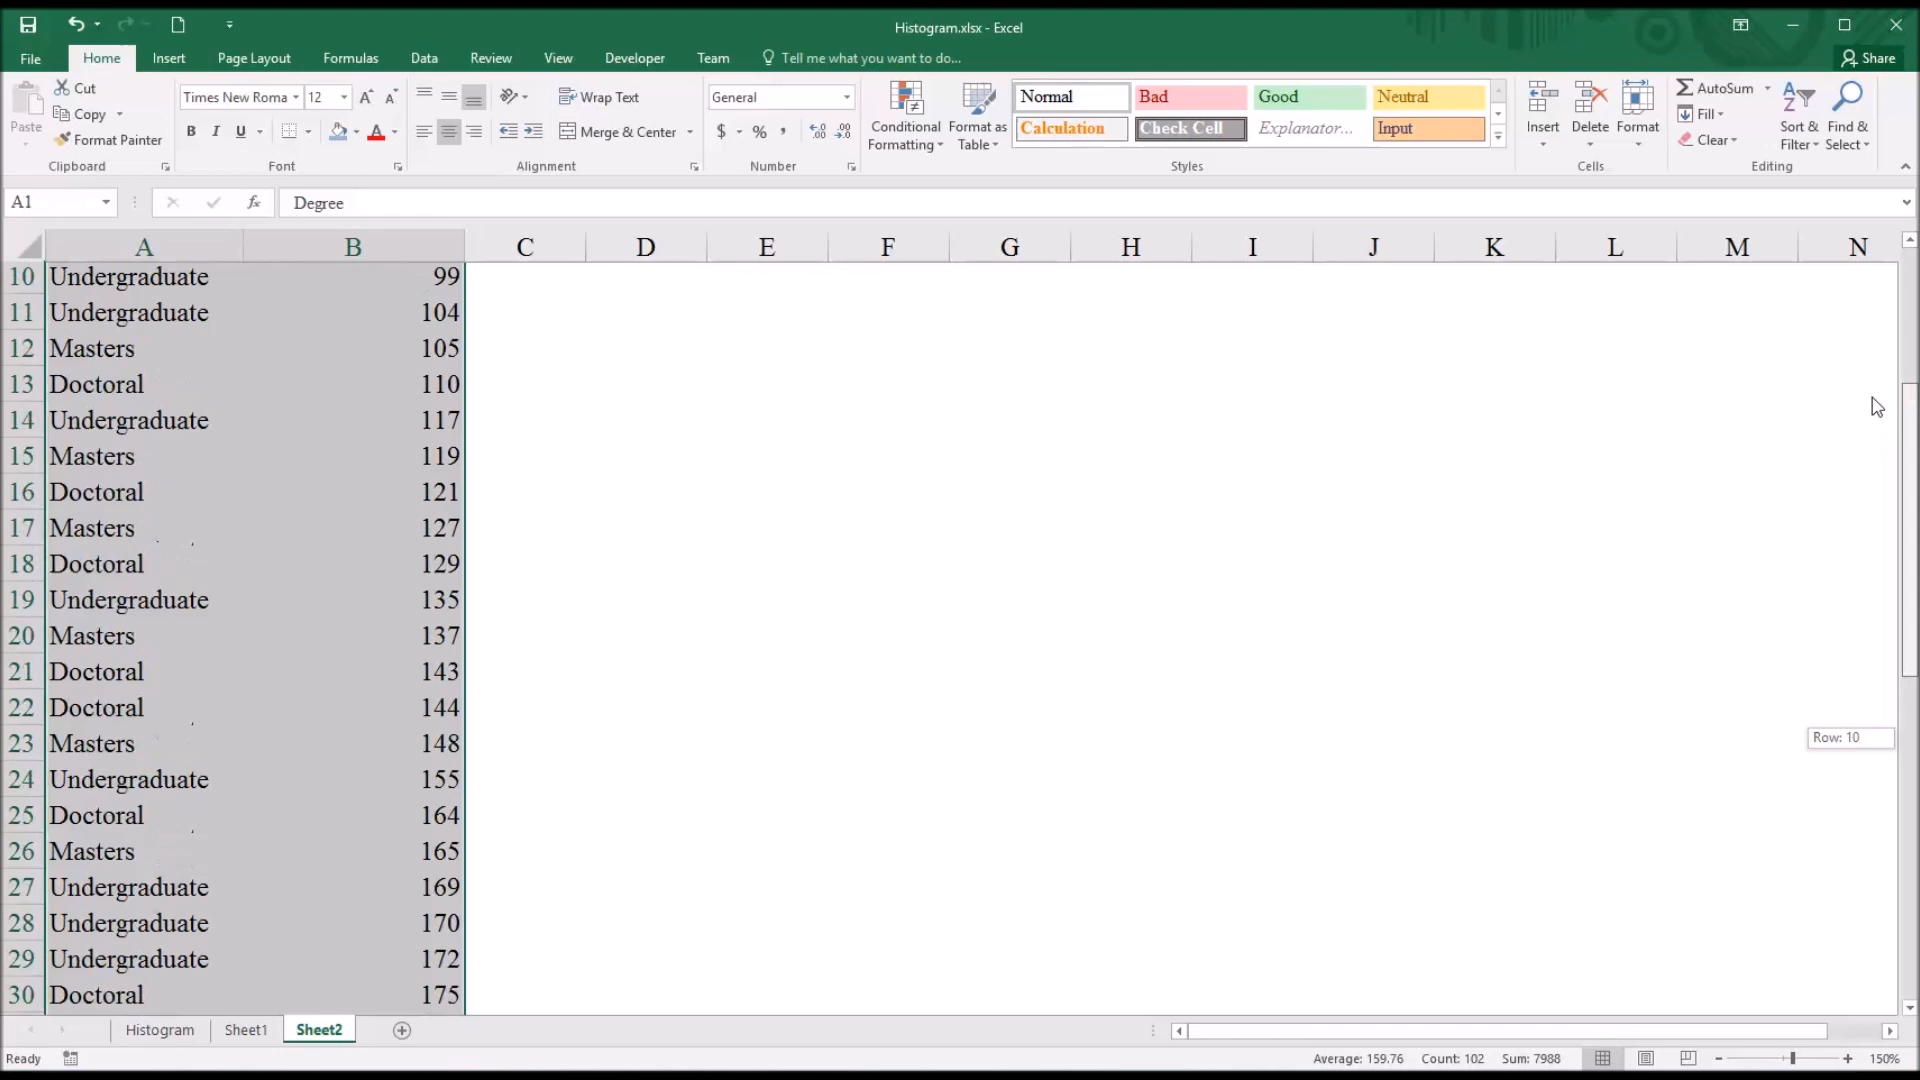 Histogram.xlsx - Excel
File Home Insert Page Layout Formulas Data Review View Developer Team Tell me what you want to do... Share
Paste
Cut
Copy
Format Painter
Clipboard
Times New Roma 12
B I U
Font
Wrap Text
Merge & Center
Alignment
General
$ % ,
Number
Conditional Formatting
Format as Table
Normal Bad Good Neutral
Calculation Check Cell Explanator... Input
Styles
Insert Delete Format
Cells
AutoSum
Fill
Clear
Sort & Filter
Find & Select
Editing
A1 fx Degree
A B C D E F G H I J K L M N
10 Undergraduate 99
11 Undergraduate 104
12 Masters 105
13 Doctoral 110
14 Undergraduate 117
15 Masters 119
16 Doctoral 121
17 Masters 127
18 Doctoral 129
19 Undergraduate 135
20 Masters 137
21 Doctoral 143
22 Doctoral 144
23 Masters 148
Row: 10
24 Undergraduate 155
25 Doctoral 164
26 Masters 165
27 Undergraduate 169
28 Undergraduate 170
29 Undergraduate 172
30 Doctoral 175
Histogram Sheet1 Sheet2
Ready Average: 159.76 Count: 102 Sum: 7988 150%